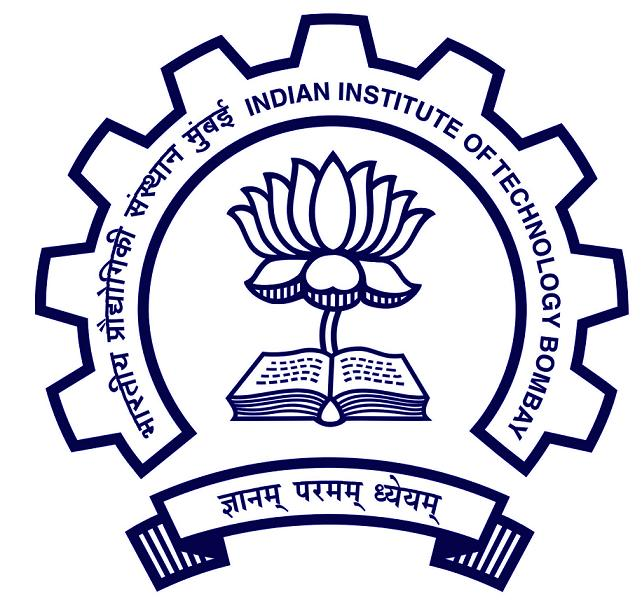 भारतीय प्रौद्योगिकी संस्थान मुंबई
INDIAN INSTITUTE OF TECHNOLOGY BOMBAY
ज्ञानम् परमम् ध्येयम्